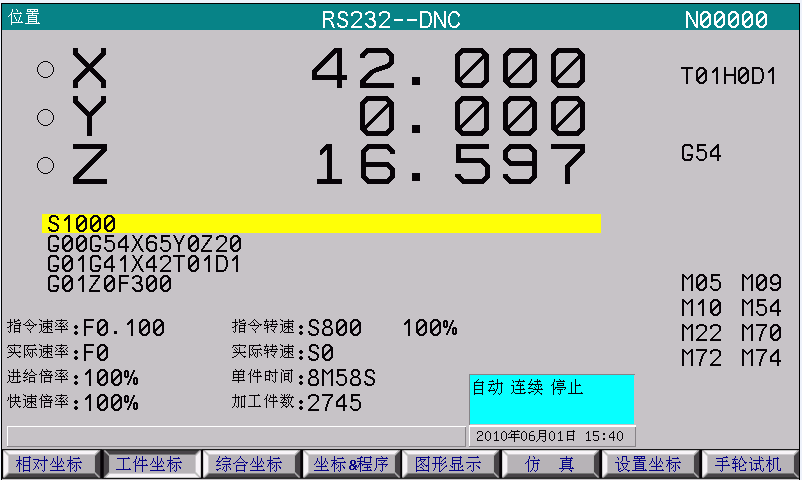 位置 RS232--DNC N00000
X 42.000 T01H0D1
Y 0.000
Z 16.597 G54
S1000
G00G54X65Y0Z20
G01G41X42T01D1
G01Z0F300
M05 M09
M10 M54
M22 M70
M72 M74
指令速率:F0.100 指令转速:S800 100%
实际速率:F0 实际转速:S0
进给倍率:100% 单件时间:8M58S
快速倍率:100% 加工件数:2745
自动 连续 停止
2010年06月01日 15:40
相对坐标 工件坐标 综合坐标 坐标&程序 图形显示 仿 真 设置坐标 手轮试机